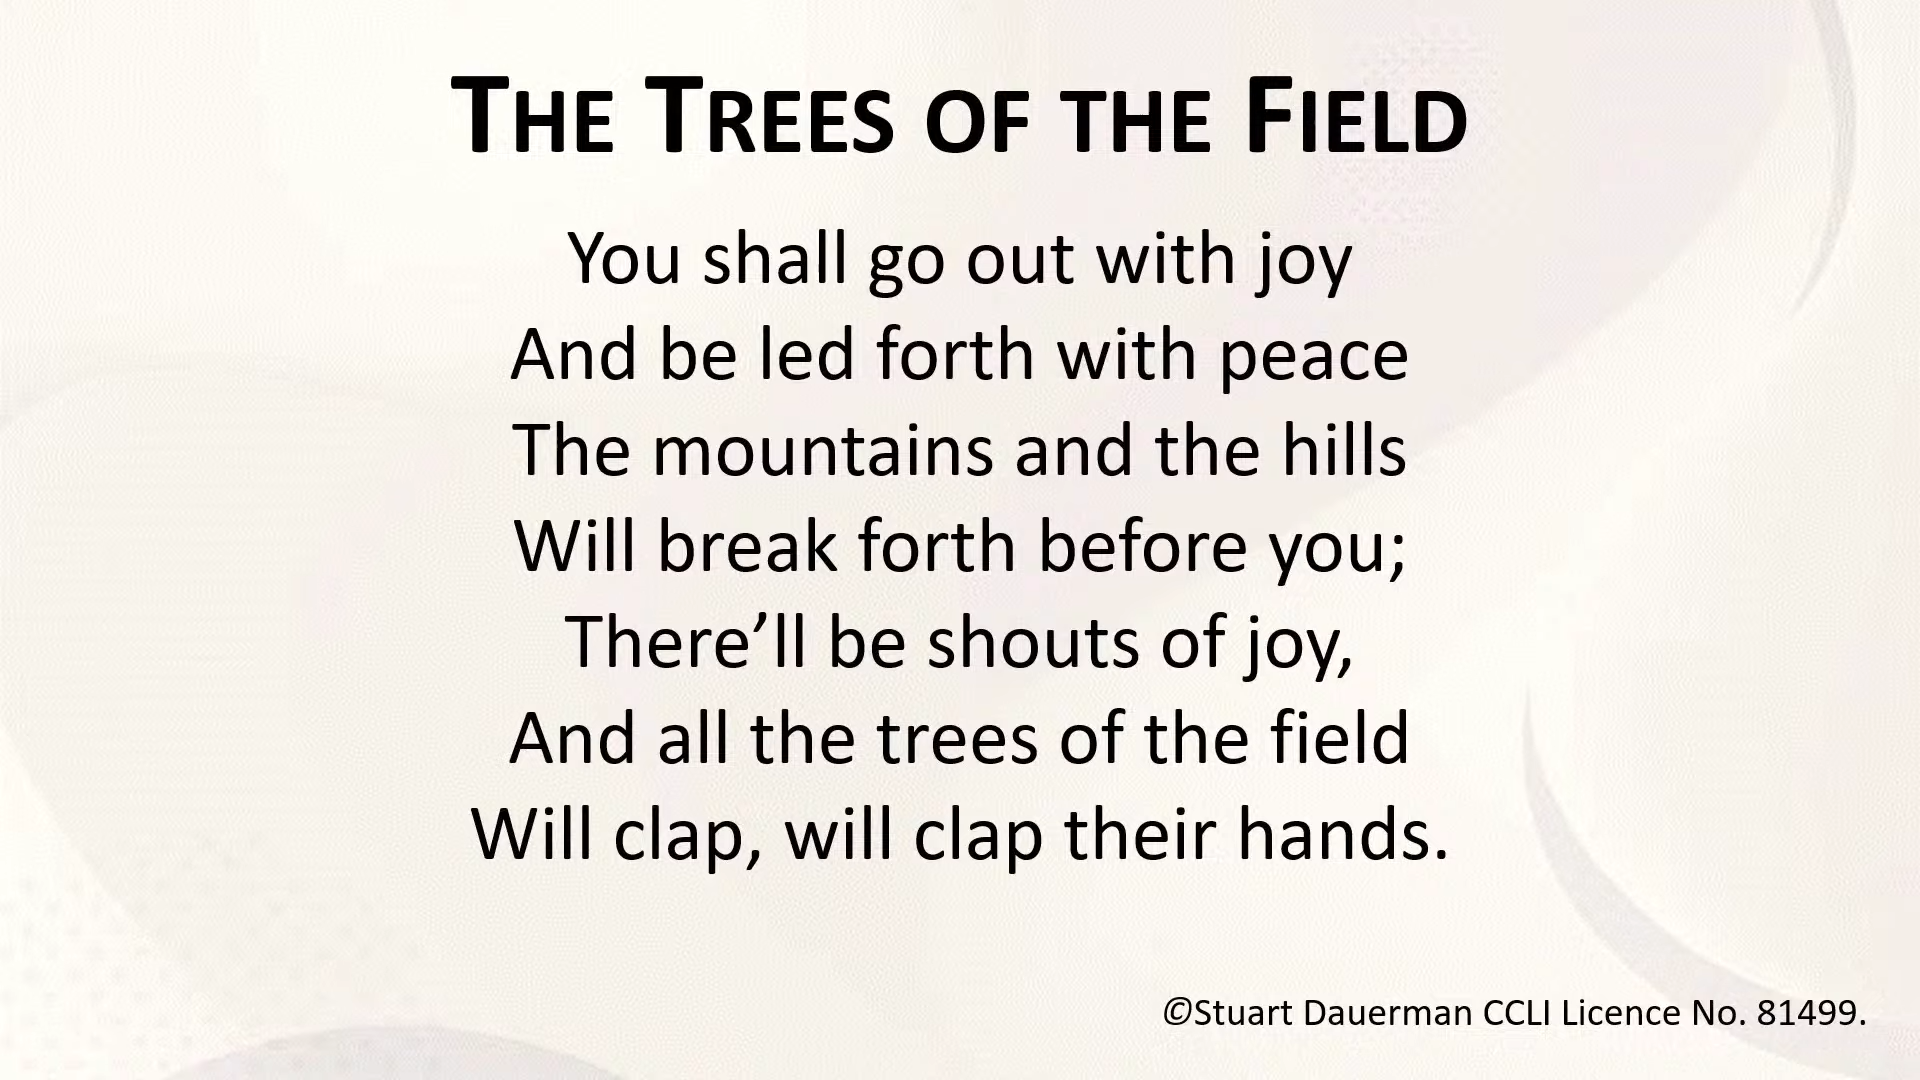 THE TREES OF THE FIELD
You shall go out with joy
And be led forth with peace
The mountains and the hills
Will break forth before you;
There’ll be shouts of joy,
And all the trees of the field
Will clap, will clap their hands.
©Stuart Dauerman CCLI Licence No. 81499.